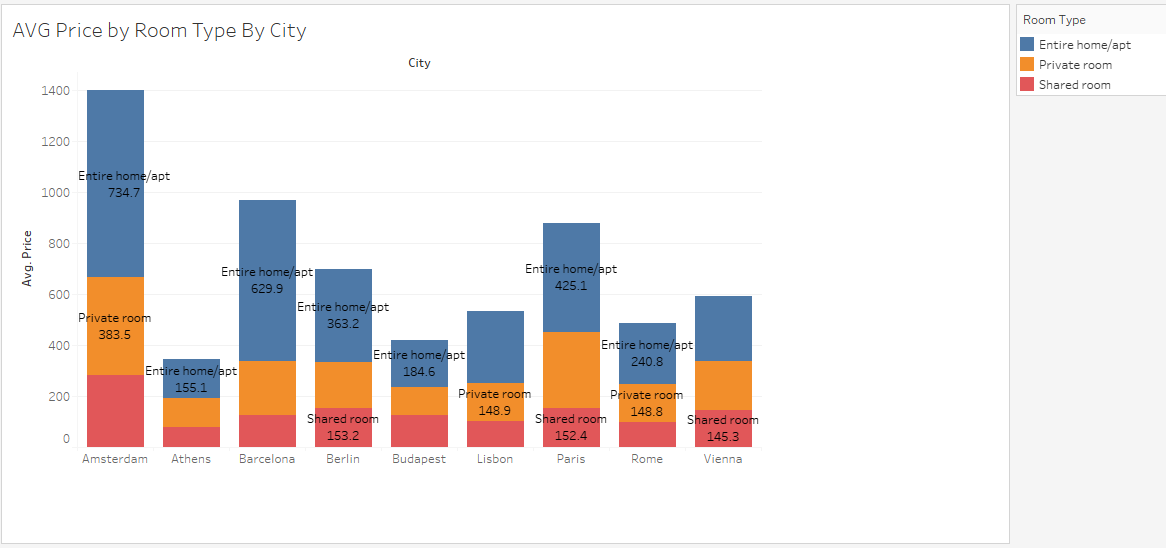 AVG Price by Room Type By City
Room Type
Entire home/apt
Private room
Shared room
City
Avg. Price
1400
1200
1000
800
600
400
200
0
Entire home/apt
734.7
Private room
383.5
Entire home/apt
155.1
Entire home/apt
629.9
Entire home/apt
363.2
Shared room
153.2
Entire home/apt
184.6
Private room
148.9
Entire home/apt
425.1
Shared room
152.4
Entire home/apt
240.8
Private room
148.8
Shared room
145.3
Amsterdam Athens Barcelona Berlin Budapest Lisbon Paris Rome Vienna